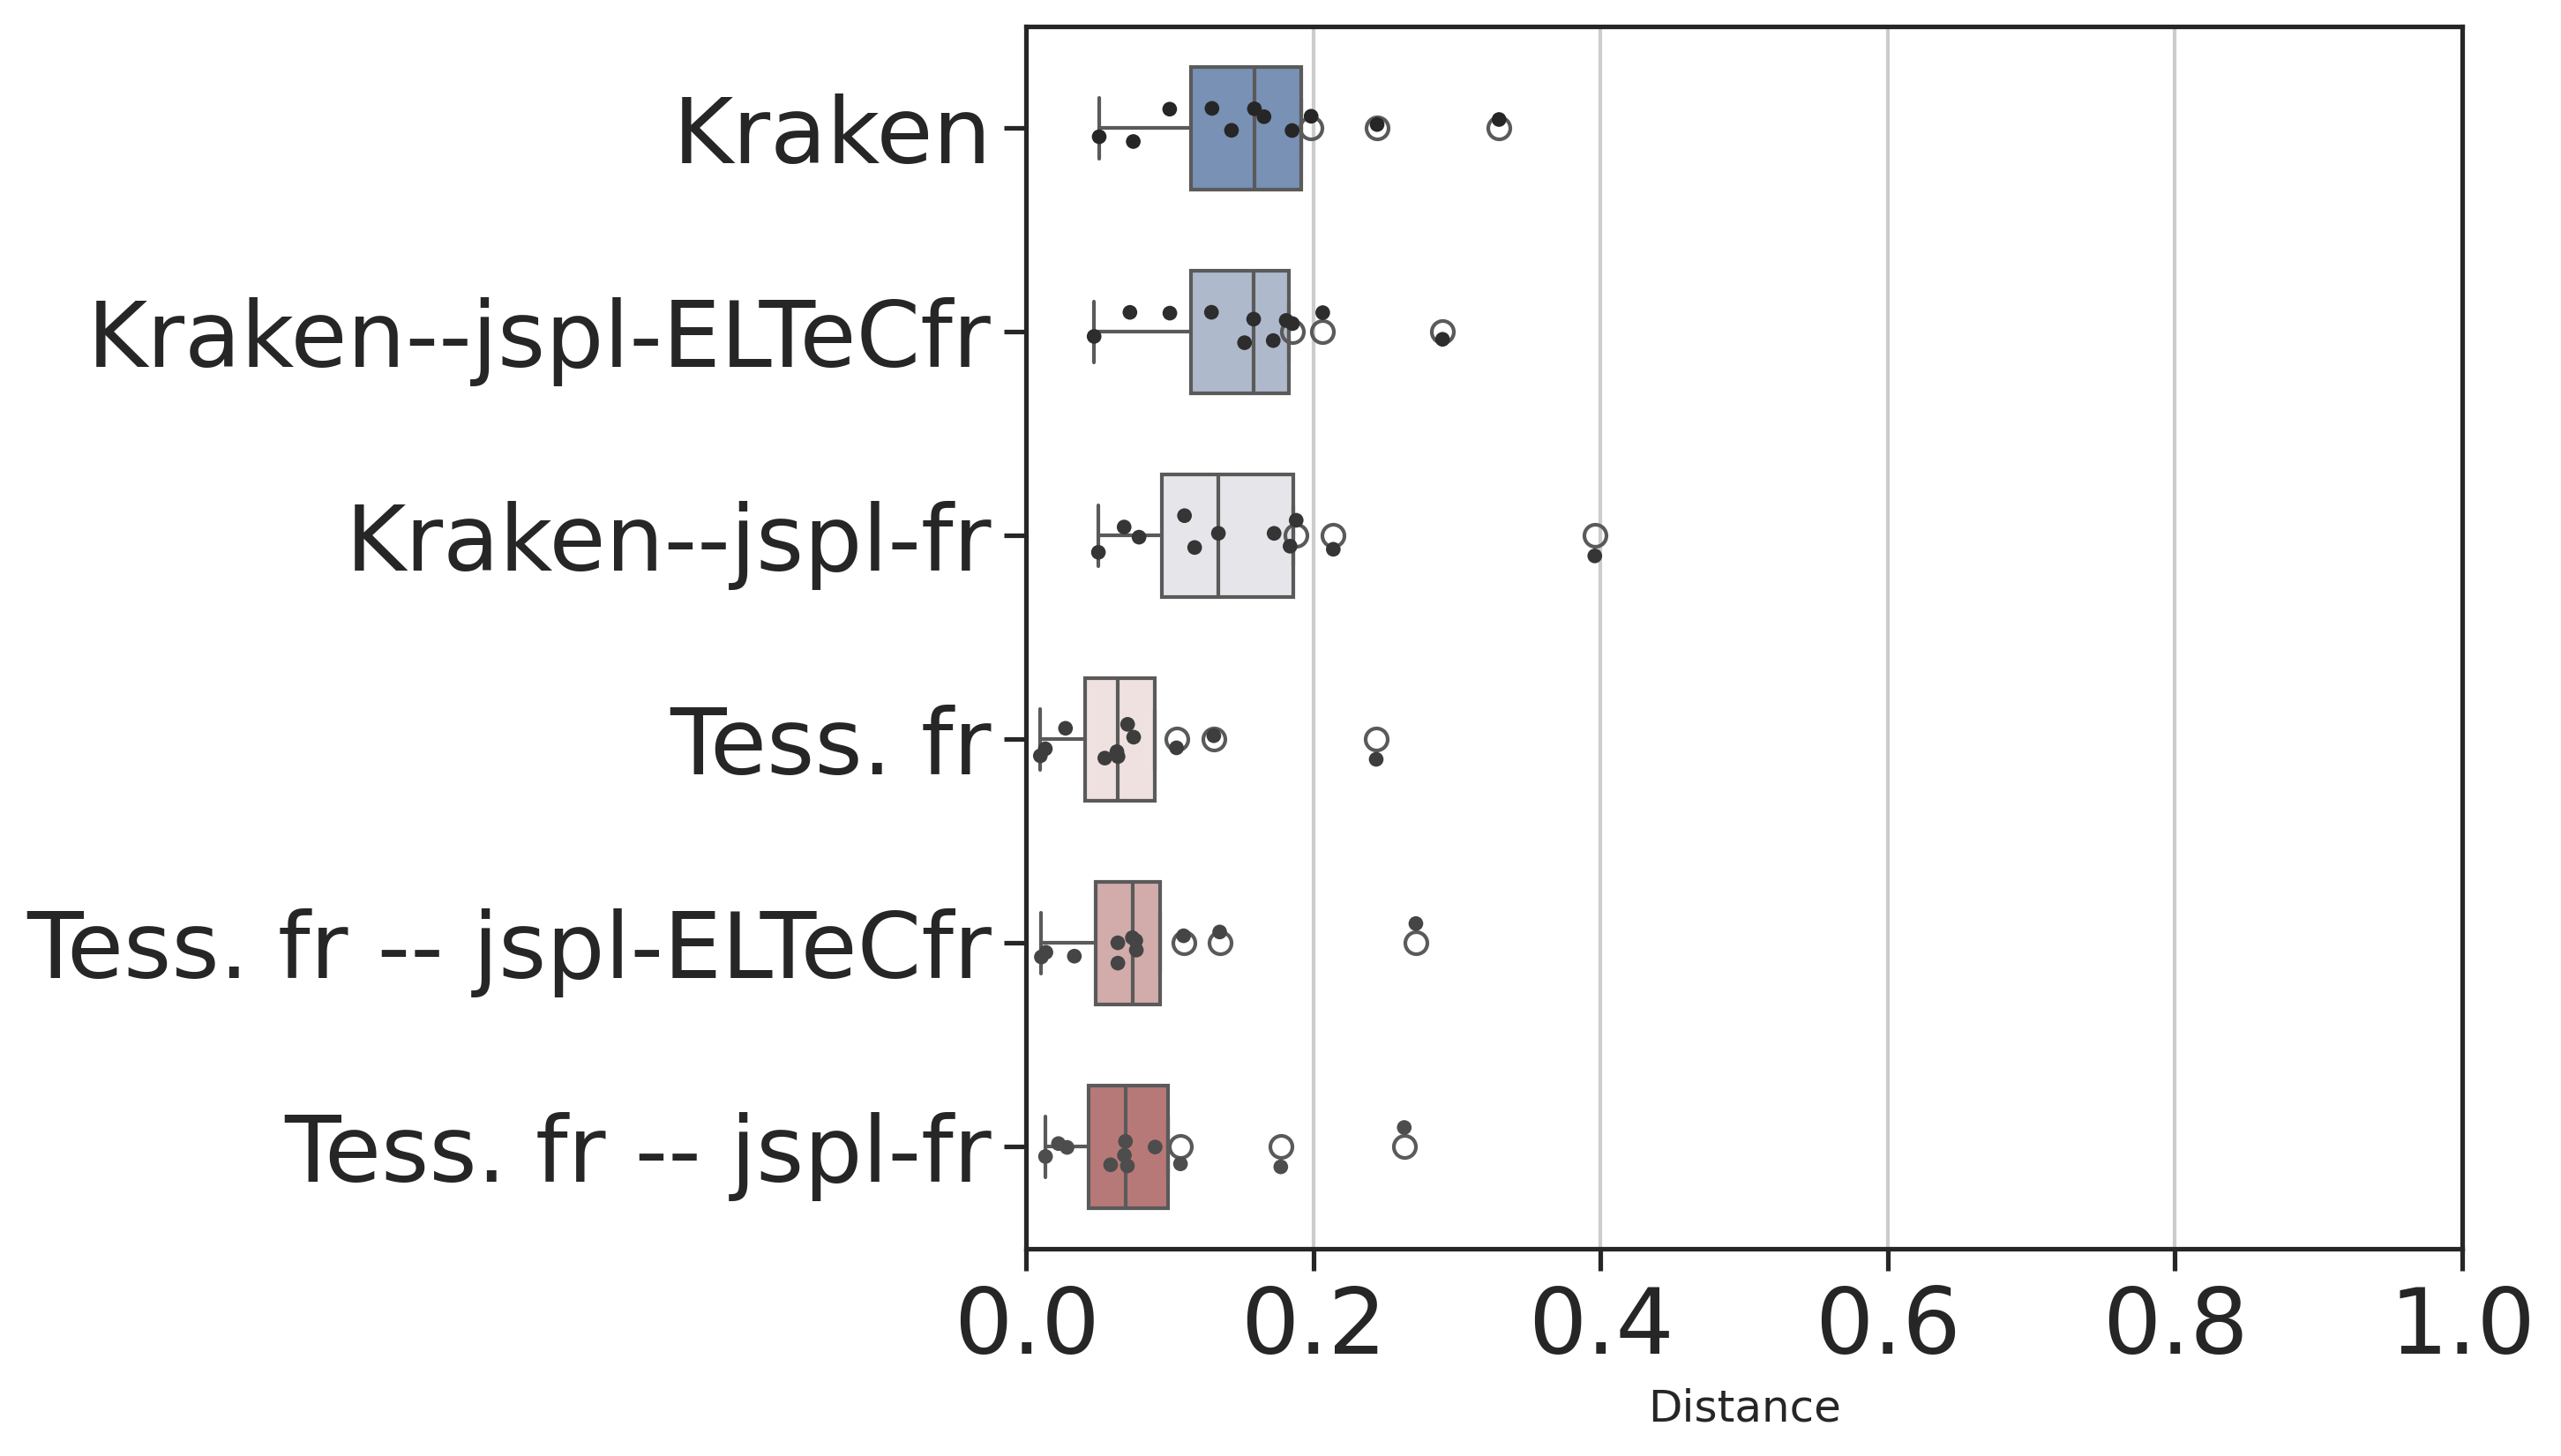 Kraken
Kraken--jspl-ELTeCfr
Kraken--jspl-fr
Tess. fr
Tess. fr -- jspl-ELTeCfr
Tess. fr -- jspl-fr
0.0 0.2 0.4 0.6 0.8 1.0
Distance